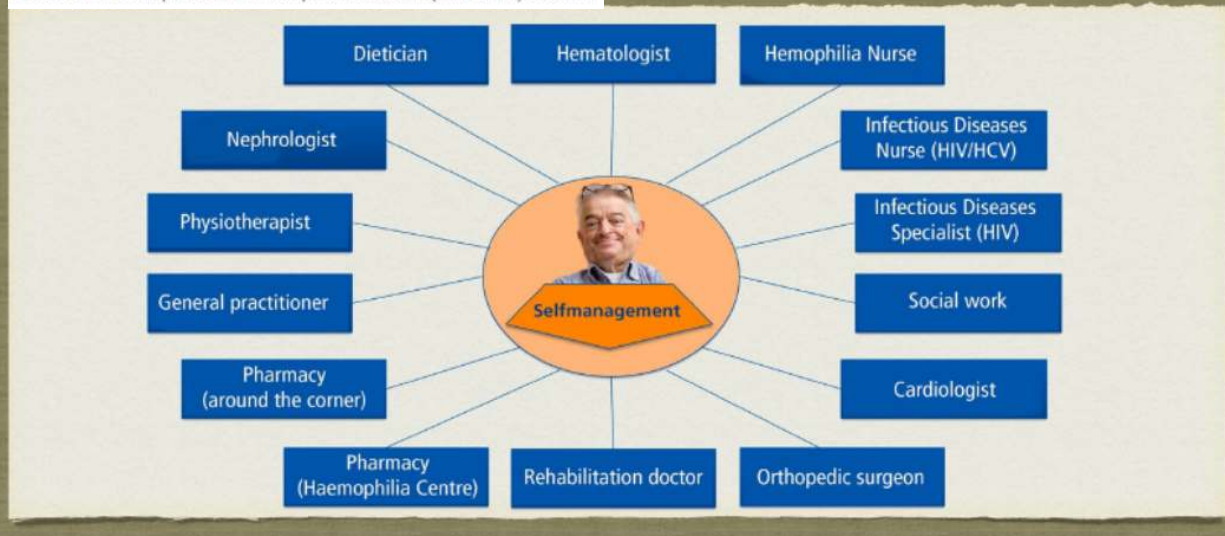 Dietician
Hematologist
Hemophilia Nurse
Nephrologist
Infectious Diseases
Nurse (HIV/HCV)
Physiotherapist
Infectious Diseases
Specialist (HIV)
Selfmanagement
General practitioner
Social work
Pharmacy
(around the corner)
Cardiologist
Pharmacy
(Haemophilia Centre)
Rehabilitation doctor
Orthopedic surgeon